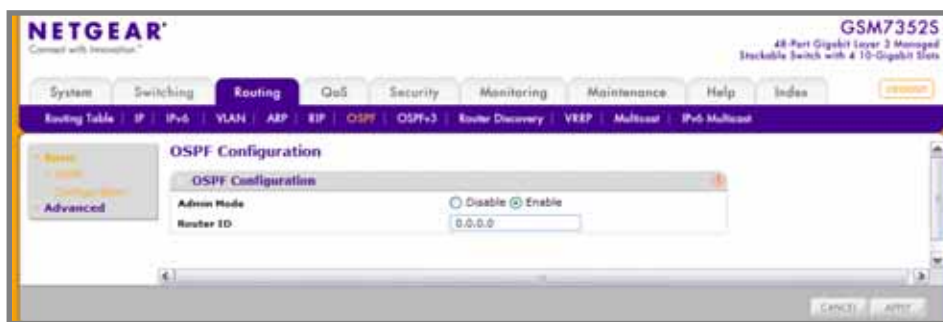 NETGEAR
Connect with Innovation™
GSM7352S
48-Port Gigabit Layer 3 Managed
Stackable Switch with 4 10-Gigabit Slots
System Switching Routing QoS Security Monitoring Maintenance Help Index LOGOUT
Routing Table IP IPv6 VLAN ARP RIP OSPF OSPFv3 Router Discovery VRRP Multicast IPv6 Multicast
Basic
OSPF
Configuration
Advanced
OSPF Configuration
OSPF Configuration
Admin Mode Disable Enable
Router ID 0.0.0.0
CANCEL APPLY